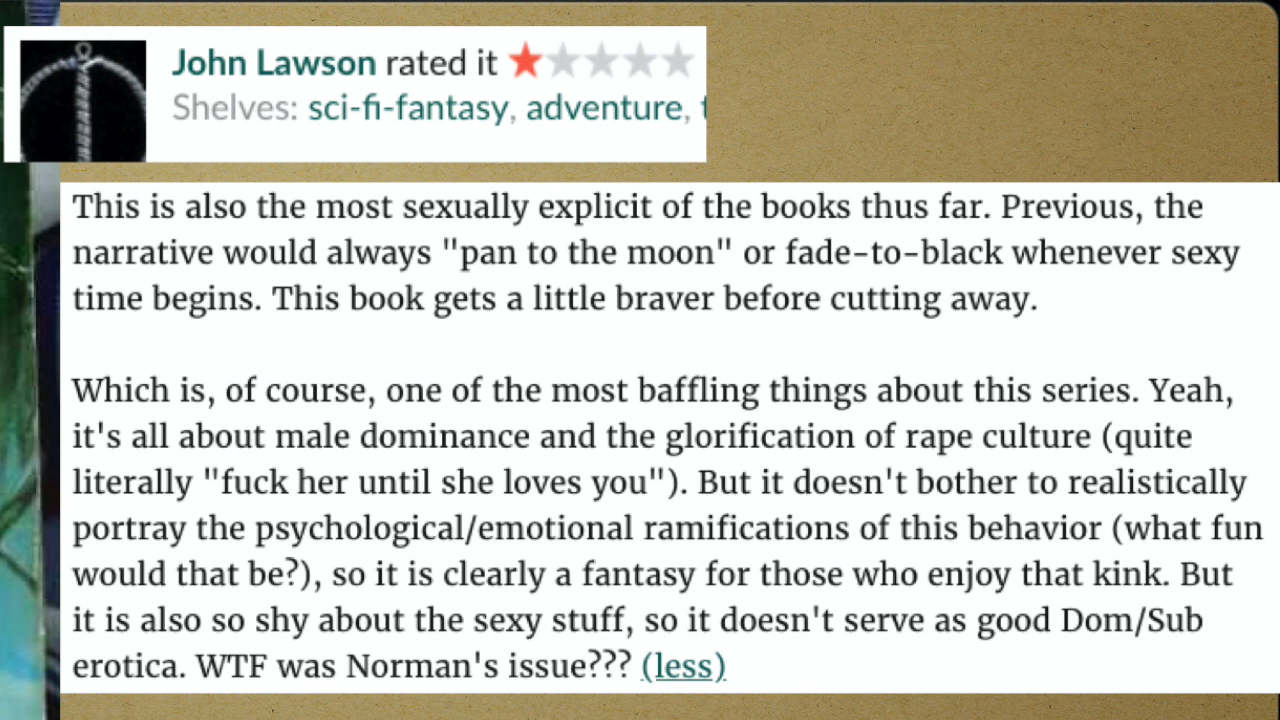 John Lawson rated it
Shelves: sci-fi-fantasy, adventure,
This is also the most sexually explicit of the books thus far. Previous, the
narrative would always "pan to the moon" or fade-to-black whenever sexy
time begins. This book gets a little braver before cutting away.
Which is, of course, one of the most baffling things about this series. Yeah,
it's all about male dominance and the glorification of rape culture (quite
literally "fuck her until she loves you"). But it doesn't bother to realistically
portray the psychological/emotional ramifications of this behavior (what fun
would that be?), so it is clearly a fantasy for those who enjoy that kink. But
it is also so shy about the sexy stuff, so it doesn't serve as good Dom/Sub
erotica. WTF was Norman's issue??? (less)